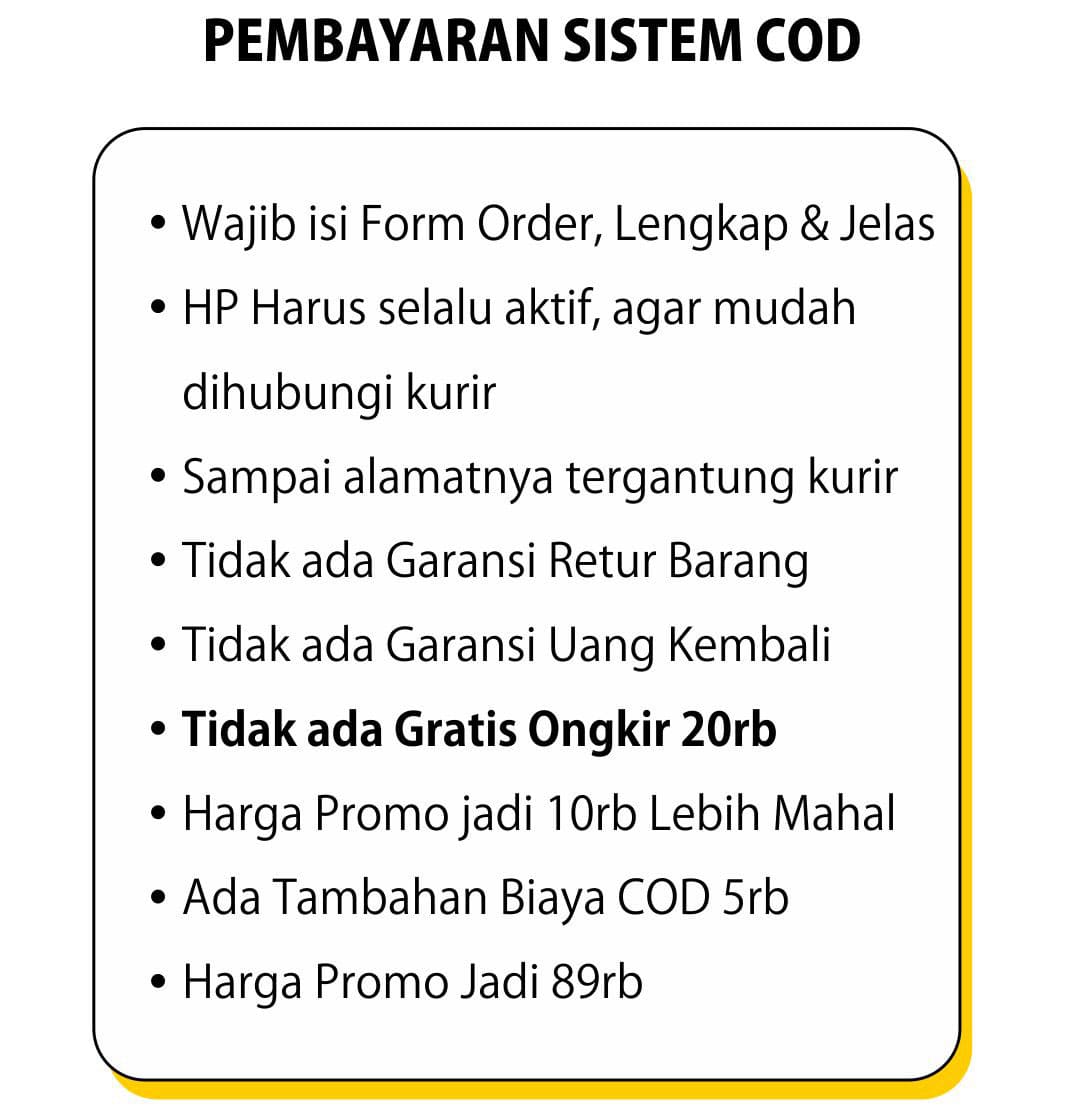 PEMBAYARAN SISTEM COD
• Wajib isi Form Order, Lengkap & Jelas
• HP Harus selalu aktif, agar mudah
dihubungi kurir
• Sampai alamatnya tergantung kurir
• Tidak ada Garansi Retur Barang
• Tidak ada Garansi Uang Kembali
• Tidak ada Gratis Ongkir 20rb
• Harga Promo jadi 10rb Lebih Mahal
• Ada Tambahan Biaya COD 5rb
• Harga Promo Jadi 89rb